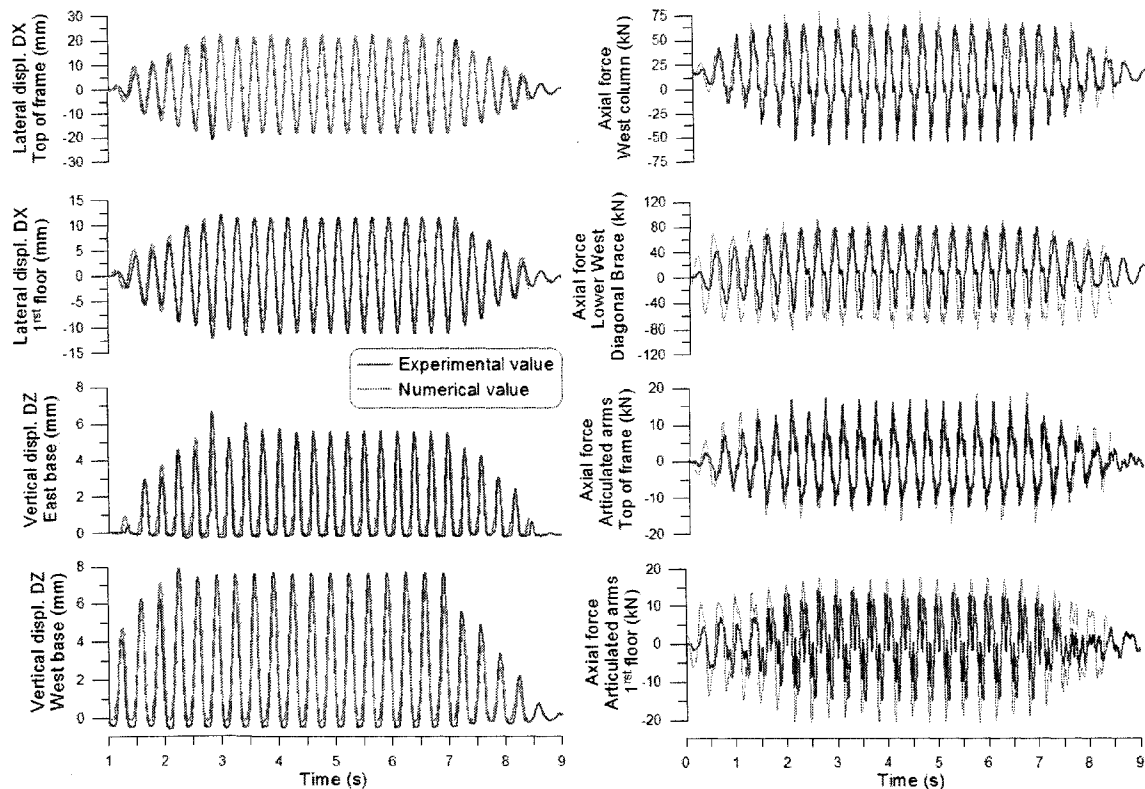 Lateral displ. DX
Top of frame (mm)
30
20
10
0
-10
20
30
Lateral displ. DX
1rst floor (mm)
15
10
5
0
-5
-10
-15
Experimental value
Numerical value
Vertical displ. DZ
East base (mm)
8
6
4
2
0
Vertical displ. DZ
West base (mm)
8
6
4
2
0
1 2 3 4 5 6 7 8 9
Time (s)
Axial force
West column (kN)
75
50
25
0
-25
-50
-75
Axial force
Lower West
Diagonal Brace (kN)
120
80
40
0
-40
-80
-120
Axial force
Articulated arms
Top of frame (kN)
20
10
0
-10
-20
Axial force
Articulated arms
1rst floor (kN)
20
10
0
-10
-20
0 1 2 3 4 5 6 7 8 9
Time (s)